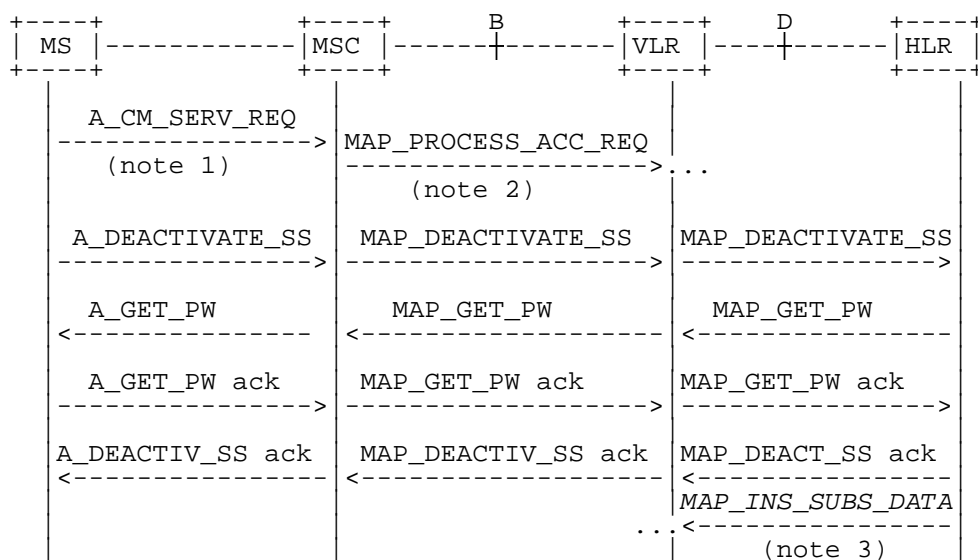 B D
MS MSC VLR HLR
A_CM_SERV_REQ
MAP_PROCESS_ACC_REQ
(note 1) ...
(note 2)
A_DEACTIVATE_SS MAP_DEACTIVATE_SS MAP_DEACTIVATE_SS
A_GET_PW MAP_GET_PW MAP_GET_PW
A_GET_PW ack MAP_GET_PW ack MAP_GET_PW ack
A_DEACTIV_SS ack MAP_DEACTIV_SS ack MAP_DEACT_SS ack
MAP_INS_SUBS_DATA
...
(note 3)